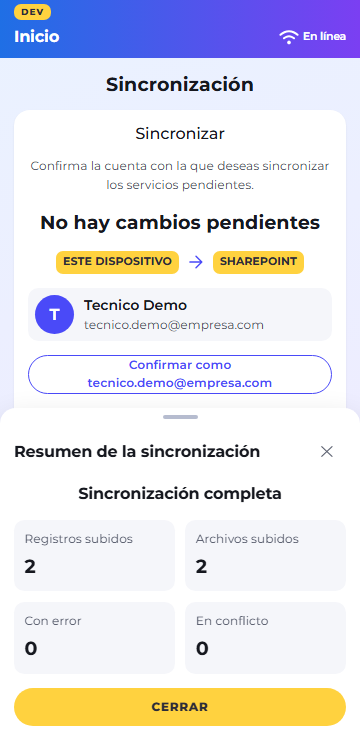 DEV
Inicio
En línea
Sincronización
Sincronizar
Confirma la cuenta con la que deseas sincronizar
los servicios pendientes.
No hay cambios pendientes
ESTE DISPOSITIVO
SHAREPOINT
T
Tecnico Demo
tecnico.demo@empresa.com
Confirmar como
tecnico.demo@empresa.com
Resumen de la sincronización
Sincronización completa
Registros subidos
2
Archivos subidos
2
Con error
0
En conflicto
0
CERRAR